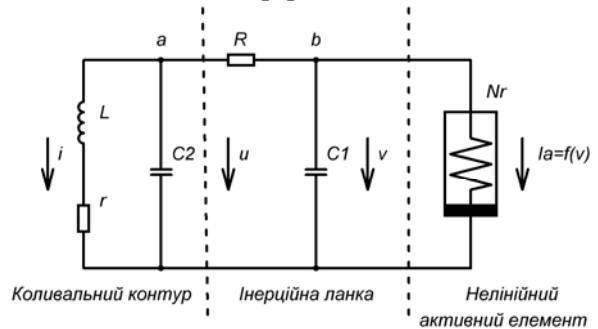 a
R
b
Nr
L
i
C2
u
C1
v
Ia=f(v)
r
Коливальний контур
Інерційна ланка
Нелінійний
активний елемент